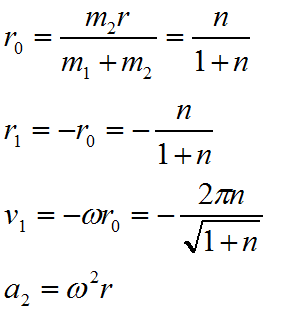 r₀ = m₂r / (m₁ + m₂) = n / (1 + n)
r₁ = −r₀ = − n / (1 + n)
v₁ = −ωr₀ = − 2πn / √(1 + n)
a₂ = ω²r